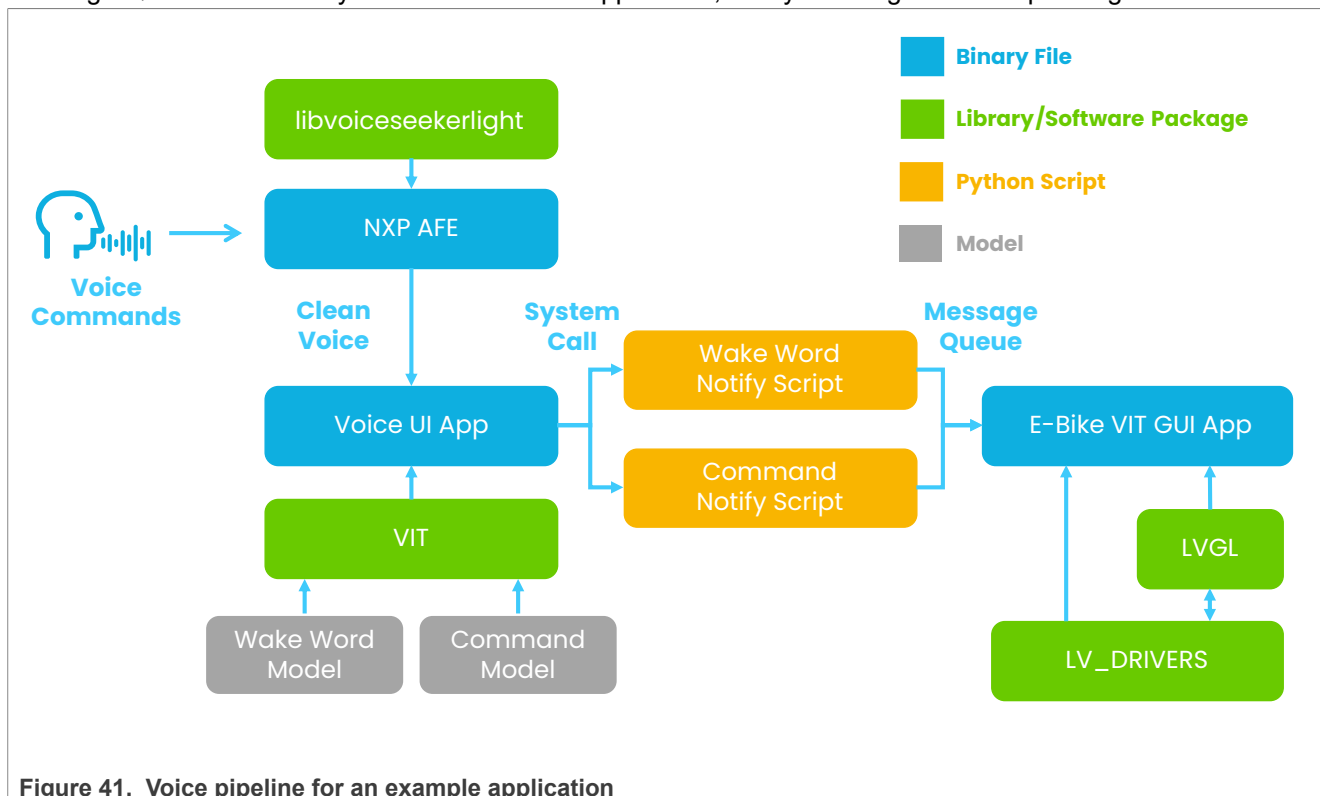 Binary File
libvoiceseekerlight
Library/Software Package
Python Script
NXP AFE
Model
Voice
Commands
Clean
Voice
System
Call
Message
Queue
Wake Word
Notify Script
Voice UI App
E-Bike VIT GUI App
Command
Notify Script
VIT
LVGL
Wake Word
Model
Command
Model
LV_DRIVERS
Figure 41. Voice pipeline for an example application